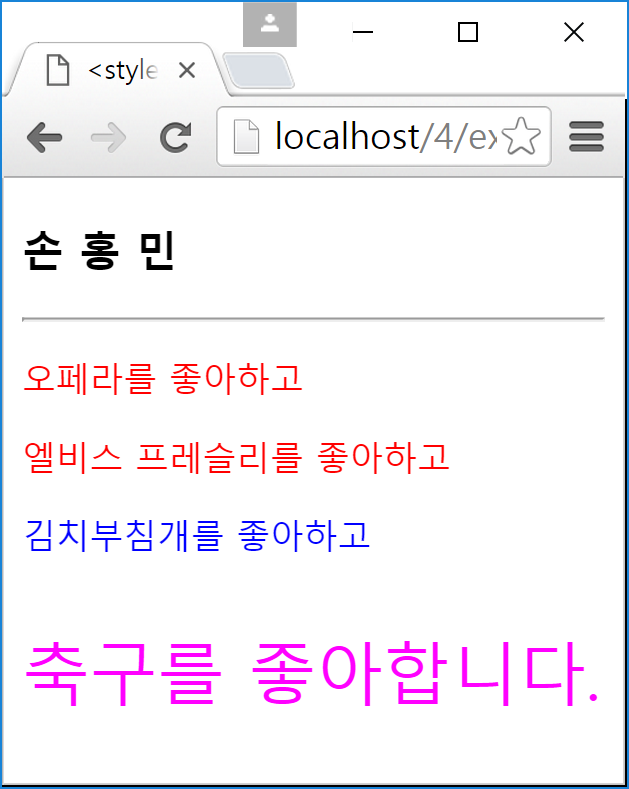 <style
localhost/4/ex
손 홍 민
오페라를 좋아하고
엘비스 프레슬리를 좋아하고
김치부침개를 좋아하고
축구를 좋아합니다.